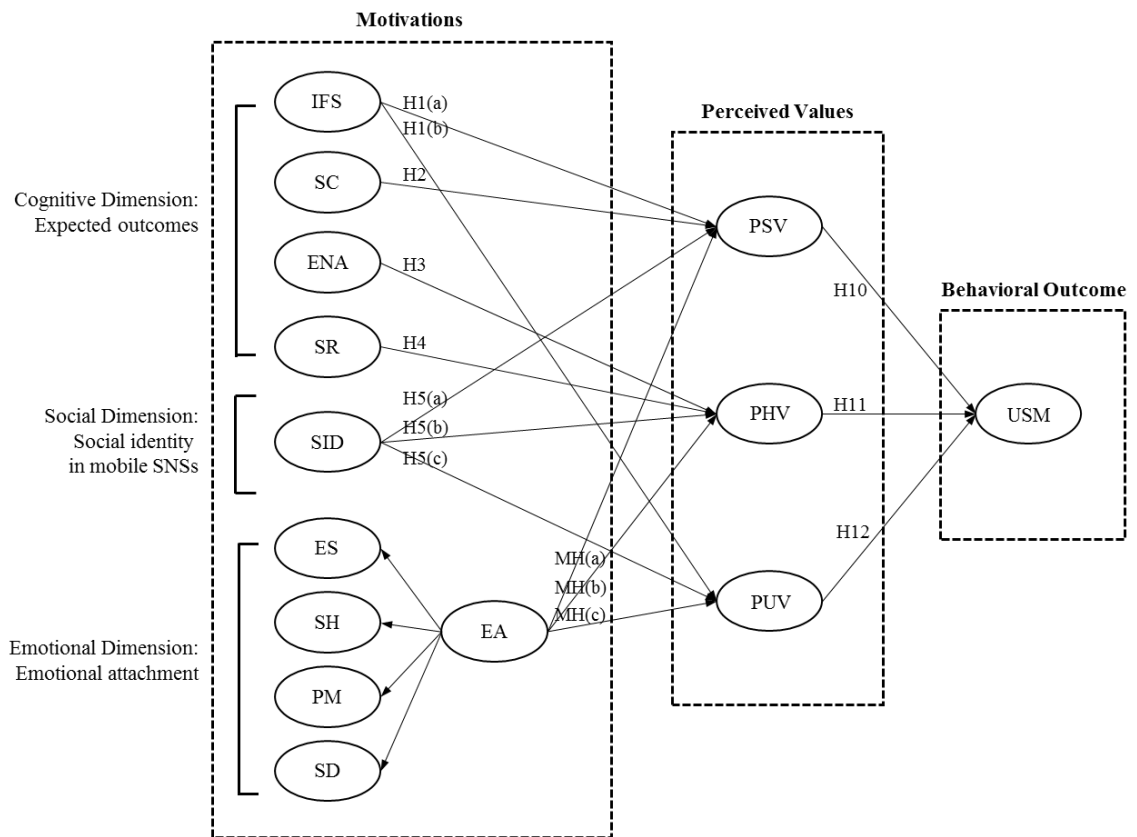 Motivations
IFS
H1(a)
H1(b)
Perceived Values
SC
H2
Cognitive Dimension:
Expected outcomes
PSV
ENA
H3
H10
Behavioral Outcome
SR
H4
Social Dimension:
Social identity
in mobile SNSs
SID
H5(a)
H5(b)
H5(c)
PHV
H11
USM
ES
H12
MH(a)
MH(b)
MH(c)
PUV
SH
EA
Emotional Dimension:
Emotional attachment
PM
SD